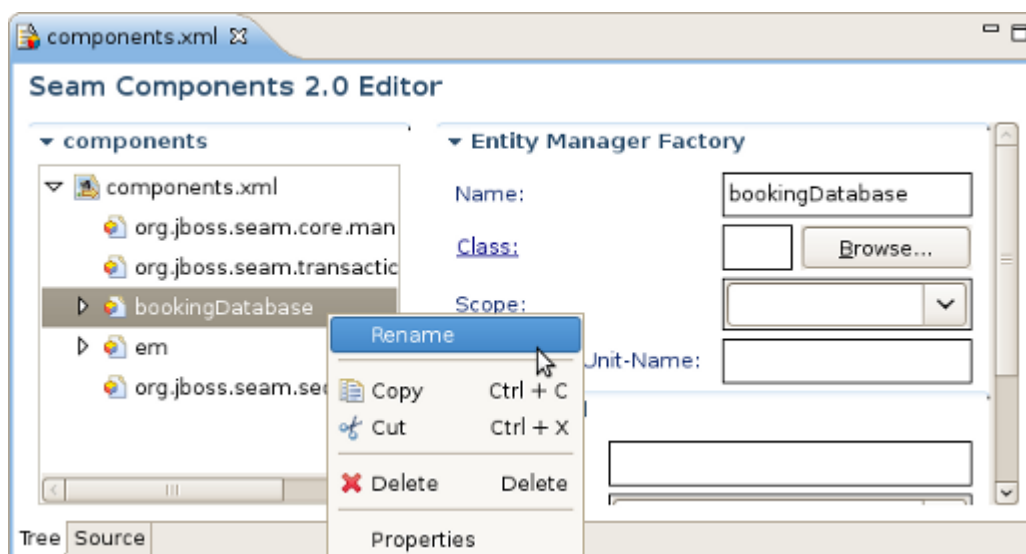 components.xml
Seam Components 2.0 Editor
components
components.xml
org.jboss.seam.core.man
org.jboss.seam.transactic
bookingDatabase
em
org.jboss.seam.sec
Entity Manager Factory
Name: bookingDatabase
Class: Browse...
Scope:
Unit-Name:
Rename
Copy Ctrl + C
Cut Ctrl + X
Delete Delete
Properties
Tree Source